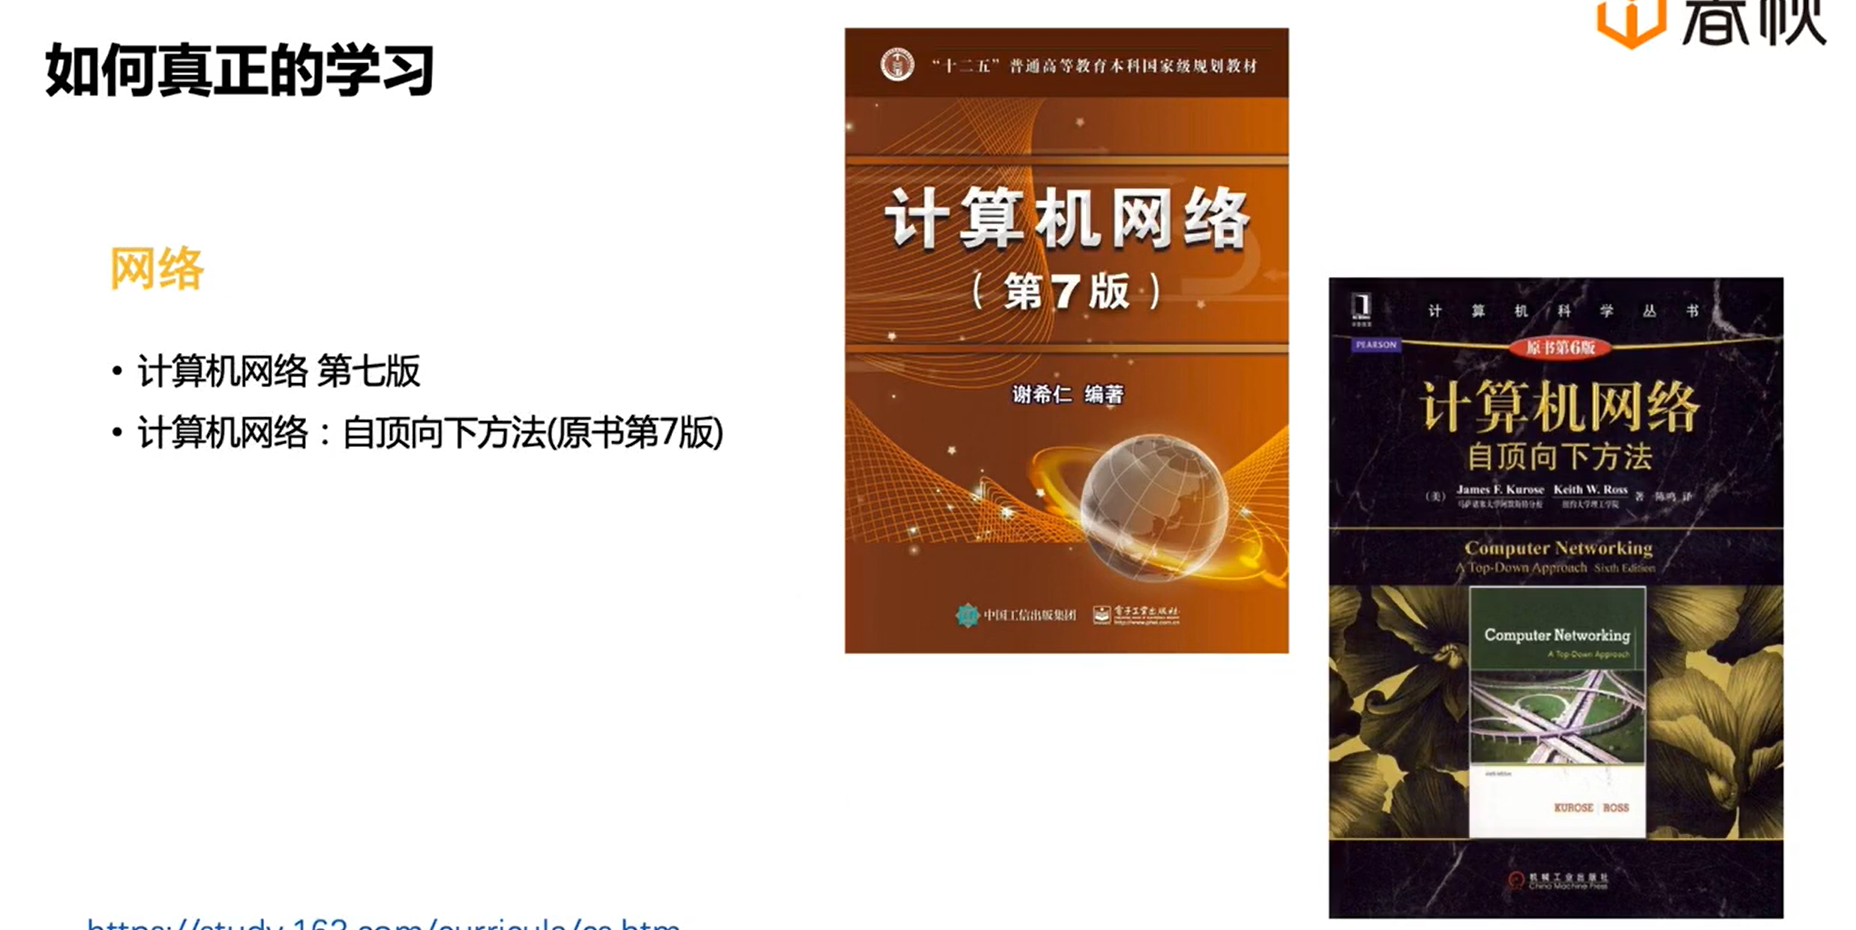 如何真正的学习
春秋
网络
• 计算机网络 第七版
• 计算机网络：自顶向下方法(原书第7版)
https://study.163.com/curricula/cs.htm
“十二五”普通高等教育本科国家级规划教材
计算机网络
（第7版）
谢希仁 编著
中国工信出版集团
电子工业出版社
http://www.phei.com.cn
计算机科学丛书
PEARSON
原书第6版
计算机网络
自顶向下方法
（美） James F. Kurose Keith W. Ross 著 陈鸣 译
Computer Networking
A Top-Down Approach Sixth Edition
Computer Networking
A Top-Down Approach
KUROSE ROSS
机械工业出版社
China Machine Press